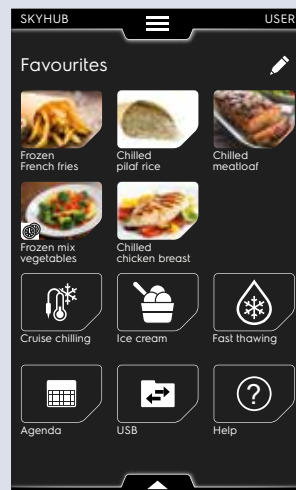 SKYHUB USER
Favourites
Frozen
French fries
Chilled
pilaf rice
Chilled
meatloaf
Frozen mix
vegetables
Chilled
chicken breast
Cruise chilling
Ice cream
Fast thawing
Agenda
USB
Help